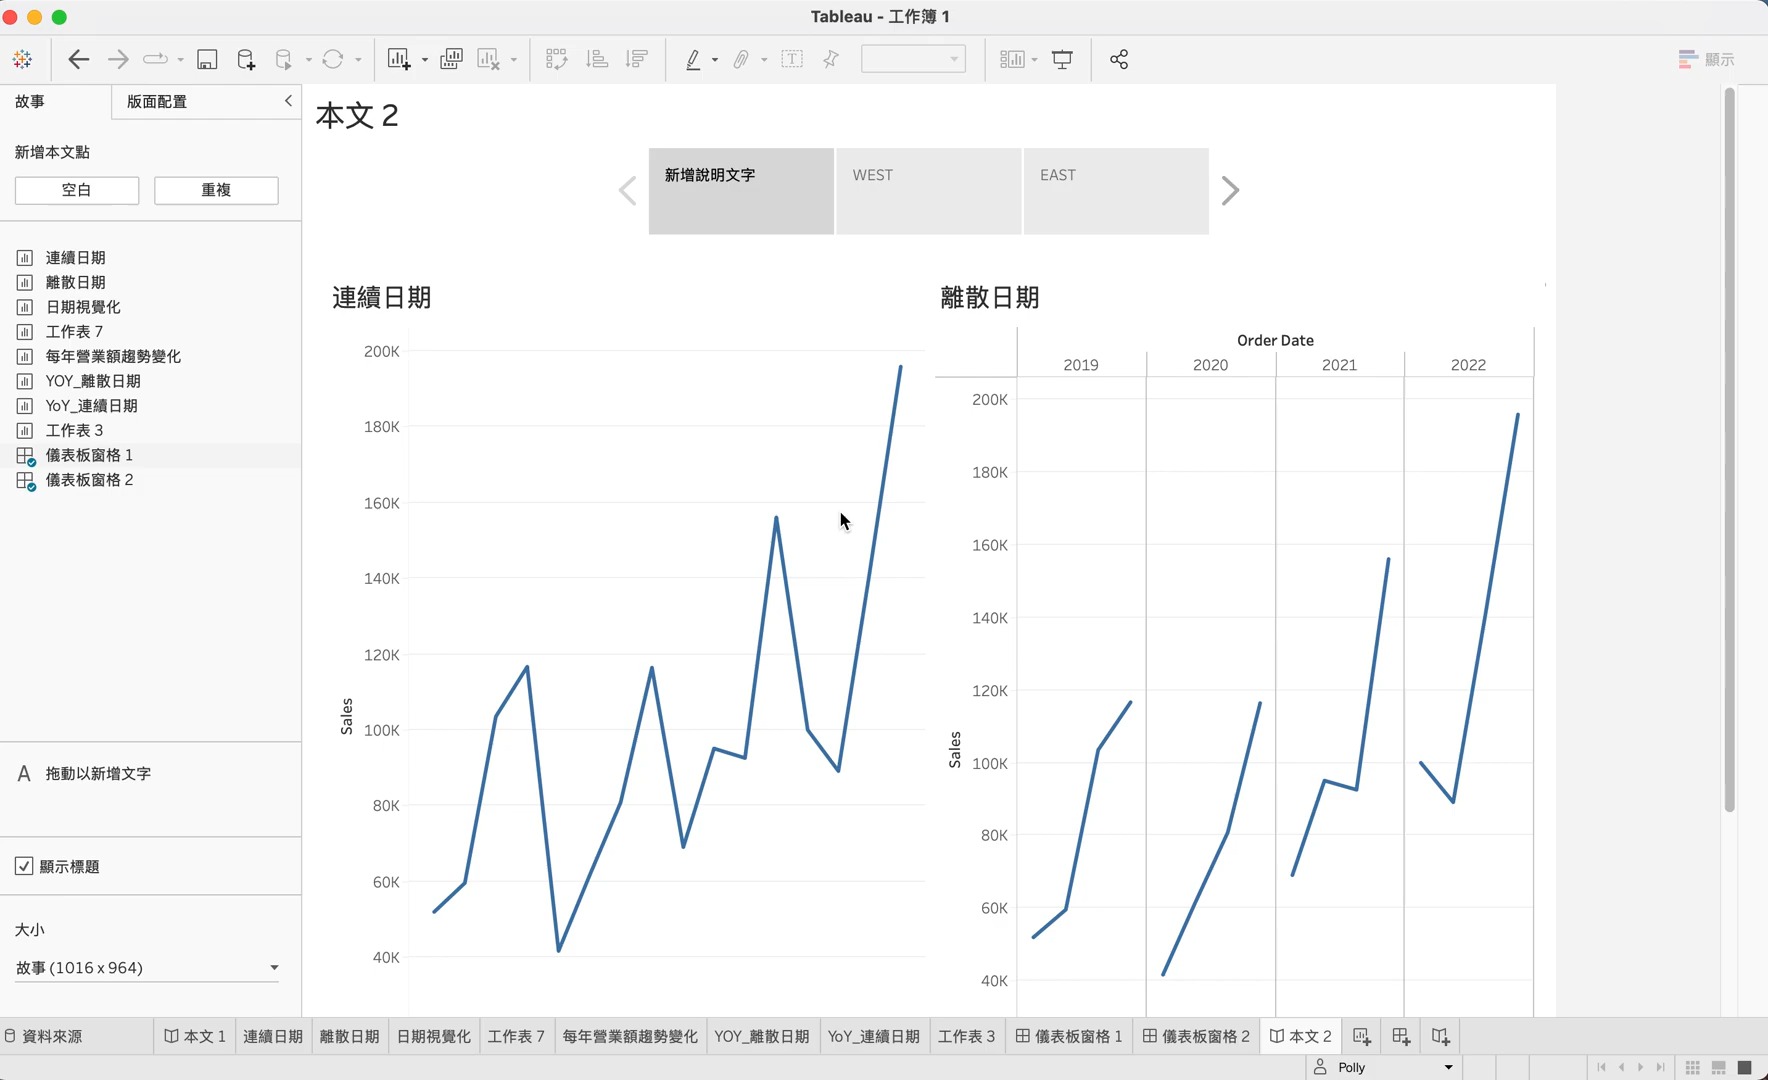 Tableau - 工作簿 1
顯示
故事
版面配置
新增本文點
空白
重複
連續日期
離散日期
日期視覺化
工作表 7
每年營業額趨勢變化
YOY_離散日期
YoY_連續日期
工作表 3
儀表板窗格 1
儀表板窗格 2
A 拖動以新增文字
顯示標題
大小
故事 (1016 x 964)
本文 2
新增說明文字
WEST
EAST
連續日期
200K
180K
160K
140K
120K
100K
80K
60K
40K
Sales
離散日期
Order Date
2019
2020
2021
2022
200K
180K
160K
140K
120K
100K
80K
60K
40K
Sales
資料來源
本文 1
連續日期
離散日期
日期視覺化
工作表 7
每年營業額趨勢變化
YOY_離散日期
YoY_連續日期
工作表 3
儀表板窗格 1
儀表板窗格 2
本文 2
Polly